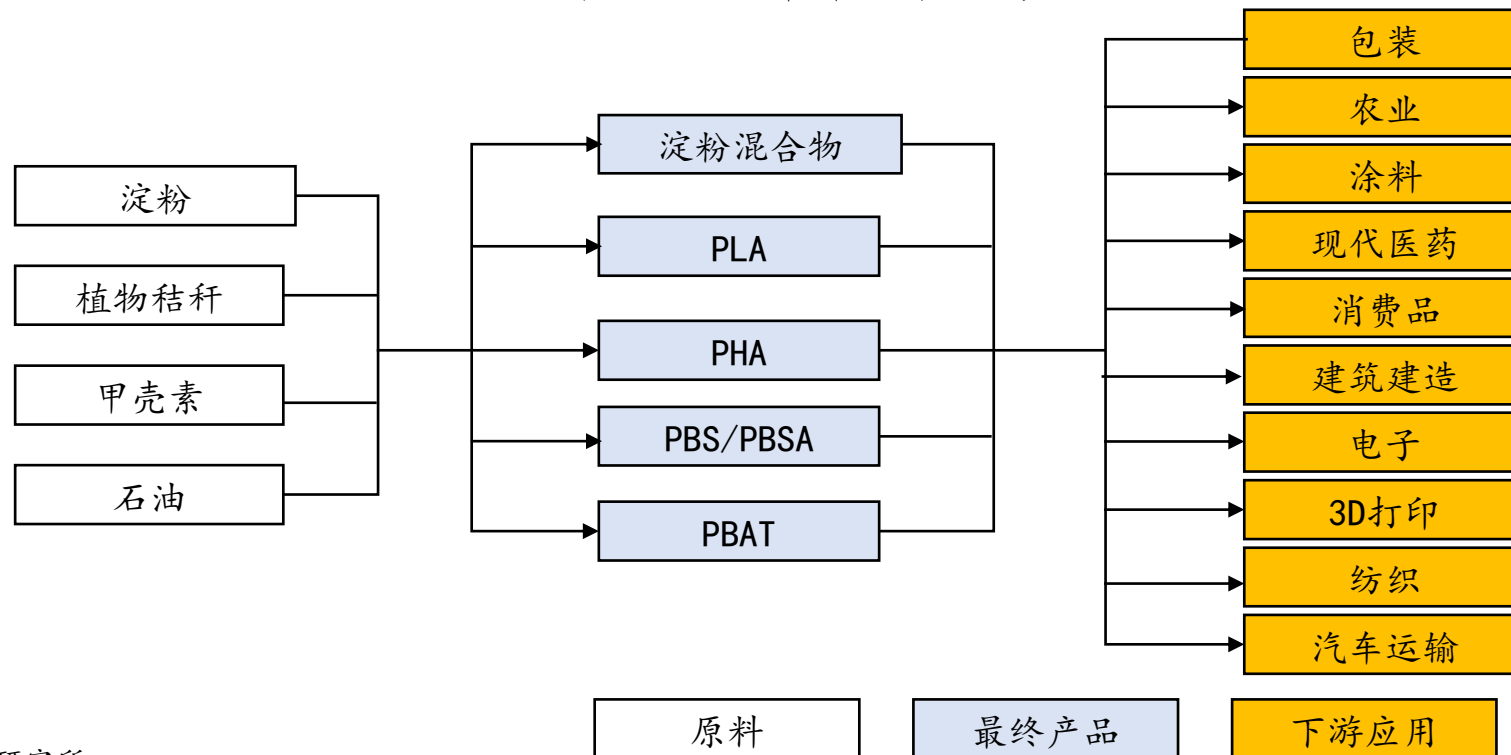 淀粉
植物秸秆
甲壳素
石油
淀粉混合物
PLA
PHA
PBS/PBSA
PBAT
包装
农业
涂料
现代医药
消费品
建筑建造
电子
3D打印
纺织
汽车运输
原料
最终产品
下游应用